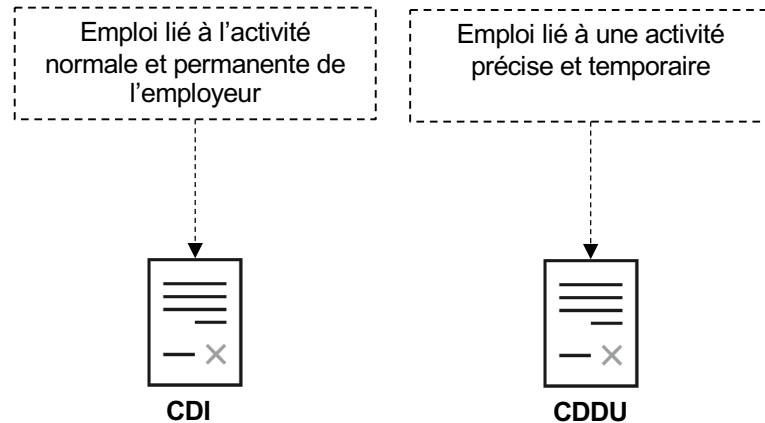 Emploi lié à l’activité
normale et permanente de
l’employeur
Emploi lié à une activité
précise et temporaire
CDI
CDDU